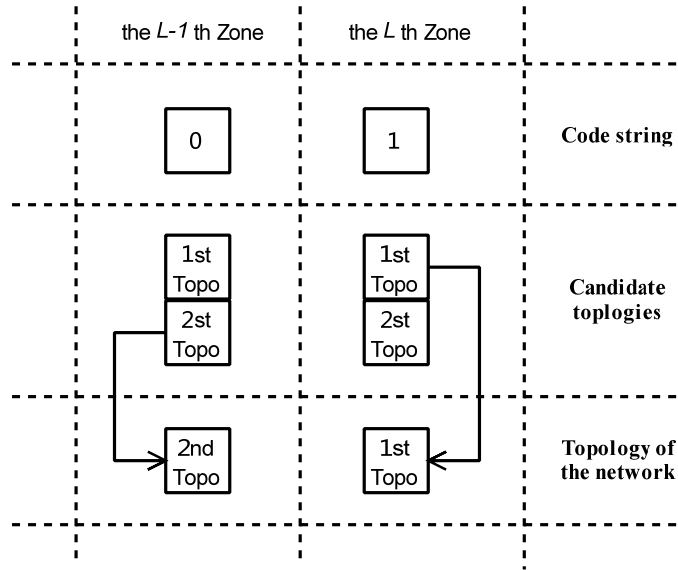 the L-1 th Zone
the L th Zone
0
1
Code string
1st
Topo
2st
Topo
1st
Topo
2st
Topo
Candidate
toplogies
2nd
Topo
1st
Topo
Topology of
the network